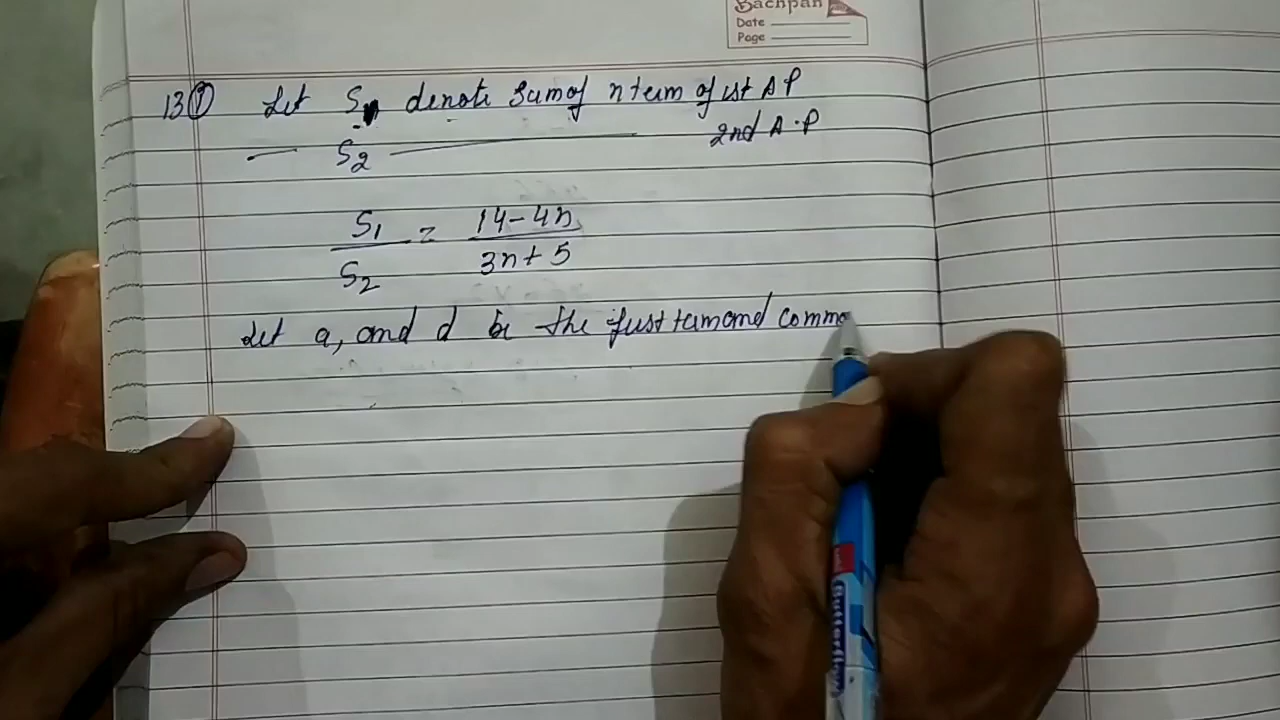 Bachpan
Date
Page
13 Let S1 denote Sum of n term of 1st A P
S2 2nd A.P
S1 = 14-4n
S2 3n+5
Let a, and d be the first term and commo
Butterflow